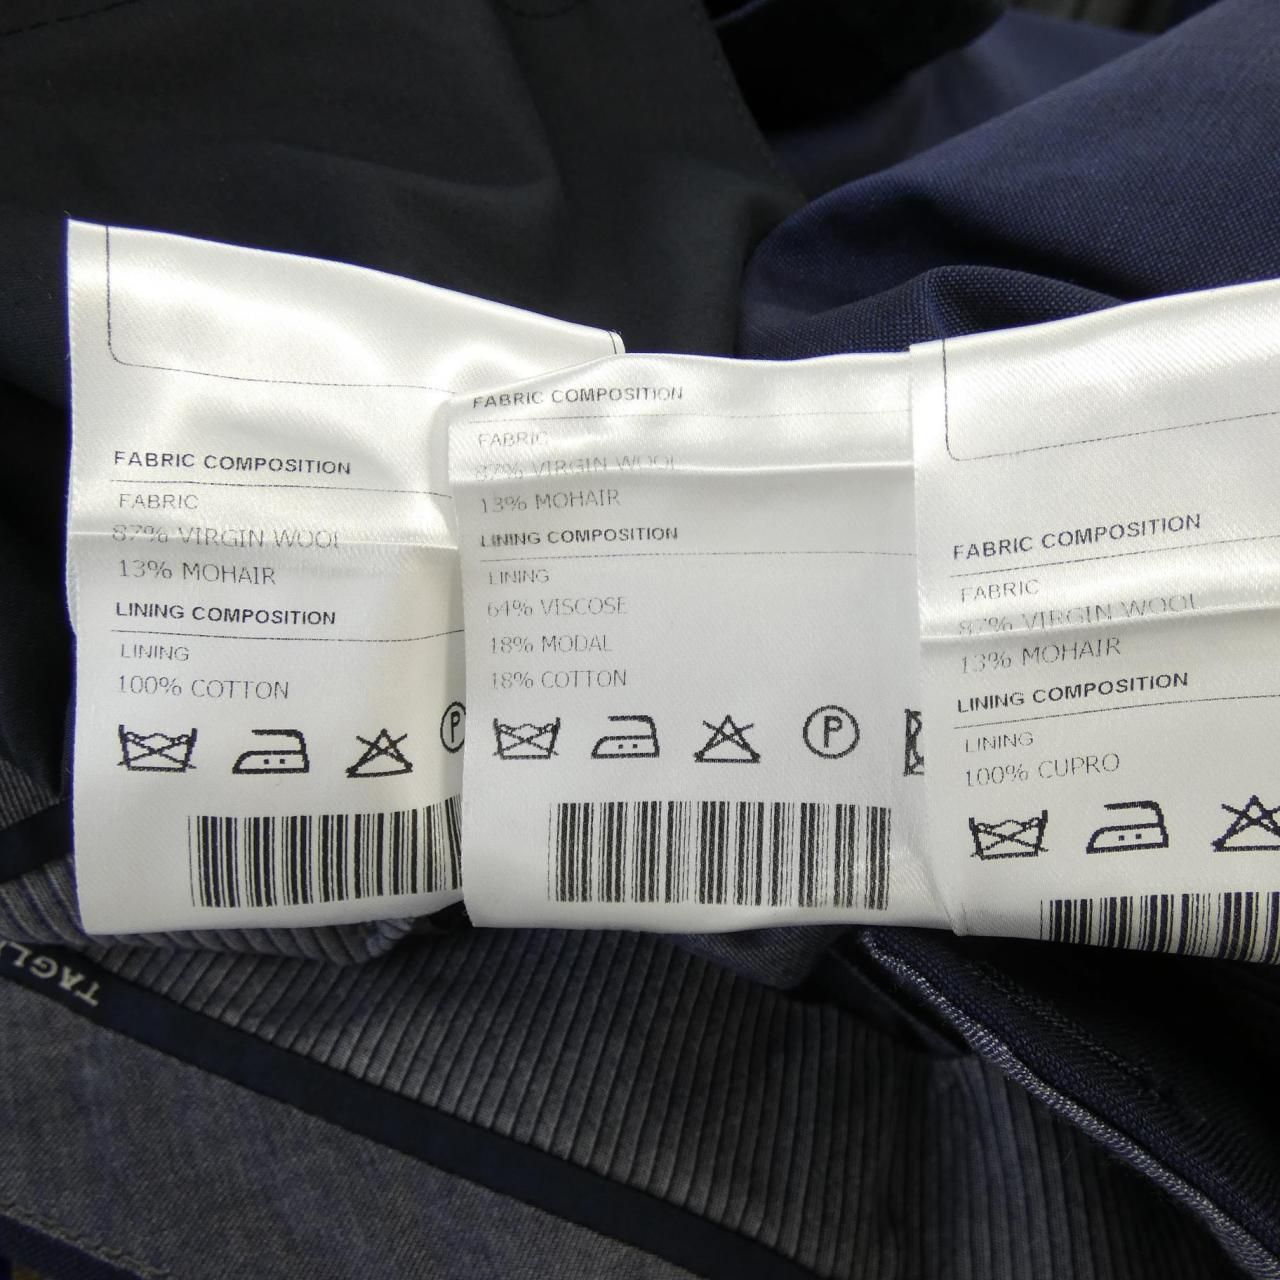 FABRIC COMPOSITION
FABRIC
87% VIRGIN WOOL
13% MOHAIR
LINING COMPOSITION
LINING
100% COTTON
P
FABRIC COMPOSITION
FABRIC
87% VIRGIN WOOL
13% MOHAIR
LINING COMPOSITION
LINING
64% VISCOSE
18% MODAL
18% COTTON
P
FABRIC COMPOSITION
FABRIC
87% VIRGIN WOOL
13% MOHAIR
LINING COMPOSITION
LINING
100% CUPRO